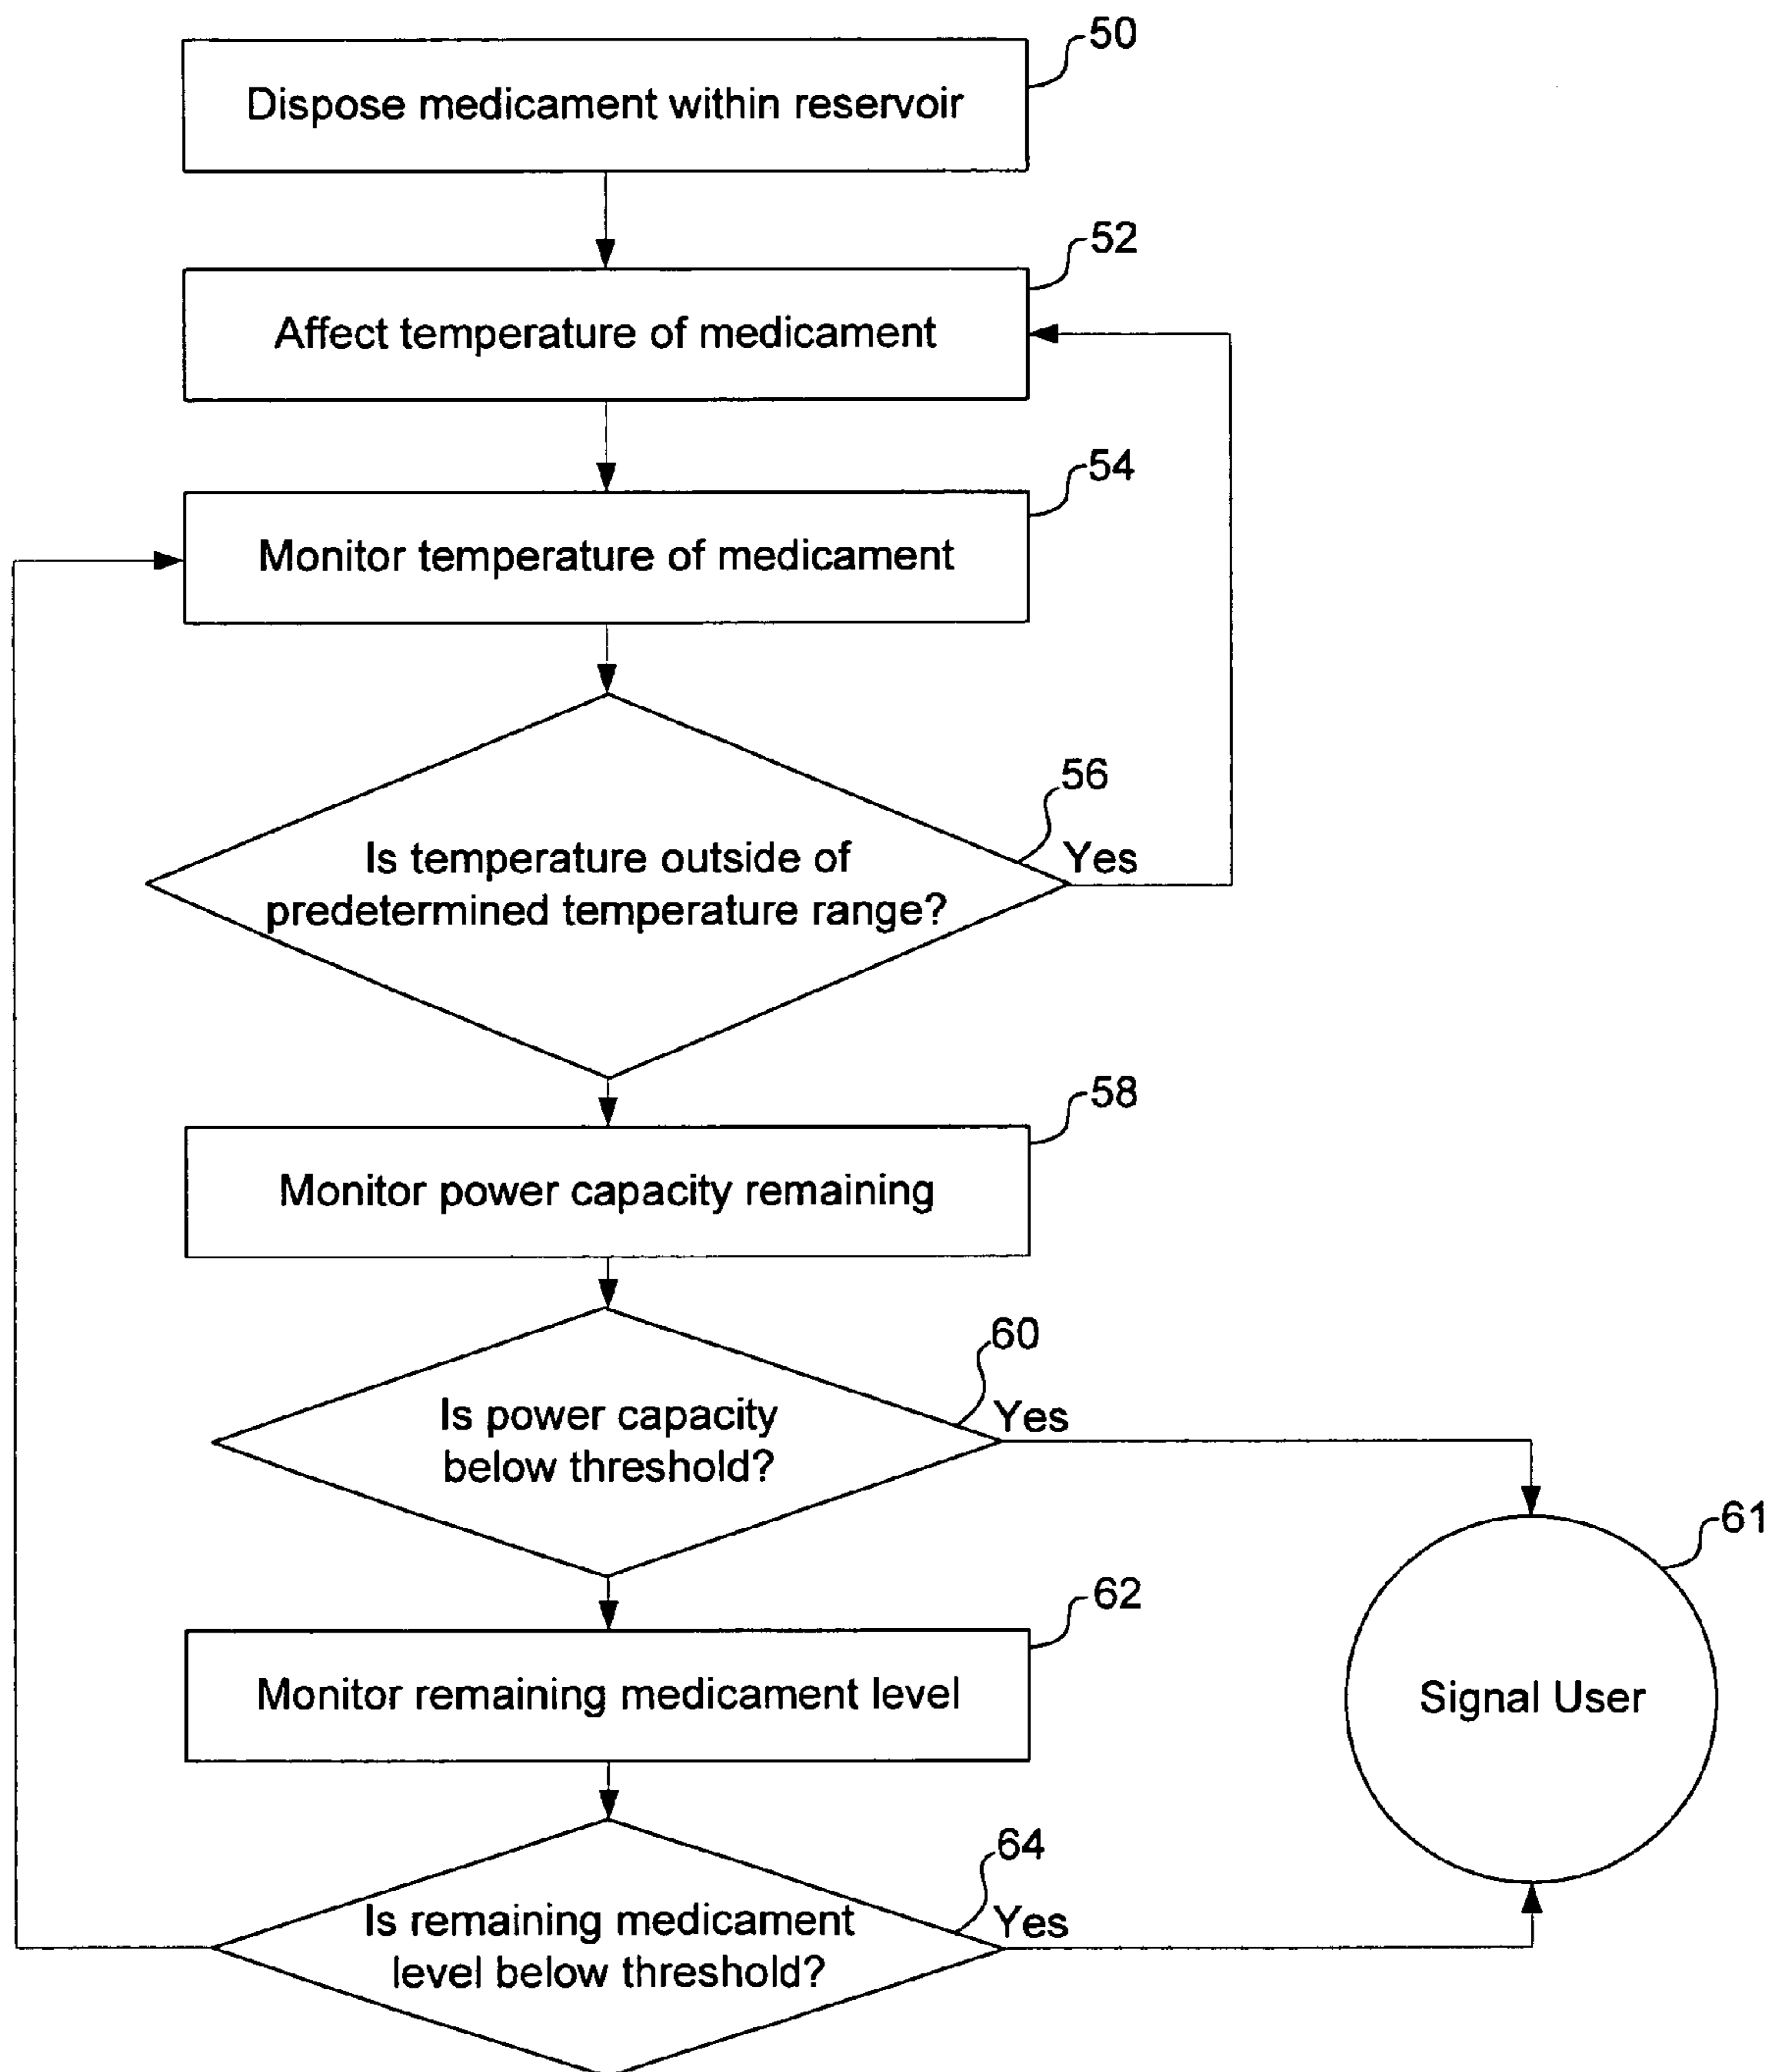 50
Dispose medicament within reservoir
52
Affect temperature of medicament
54
Monitor temperature of medicament
56
Is temperature outside of
predetermined temperature range?
Yes
58
Monitor power capacity remaining
60
Is power capacity
below threshold?
Yes
61
Signal User
62
Monitor remaining medicament level
64
Is remaining medicament
level below threshold?
Yes